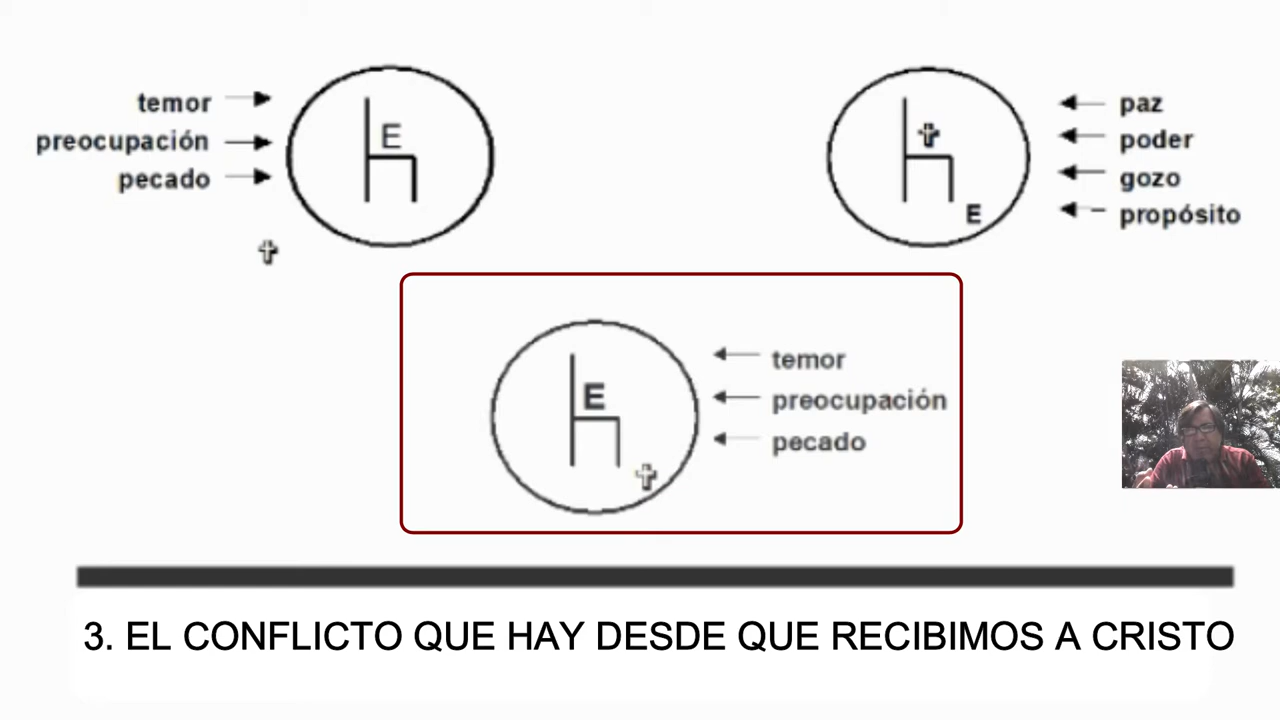 temor
preocupación
pecado
E
paz
poder
gozo
propósito
E
E
temor
preocupación
pecado
3. EL CONFLICTO QUE HAY DESDE QUE RECIBIMOS A CRISTO